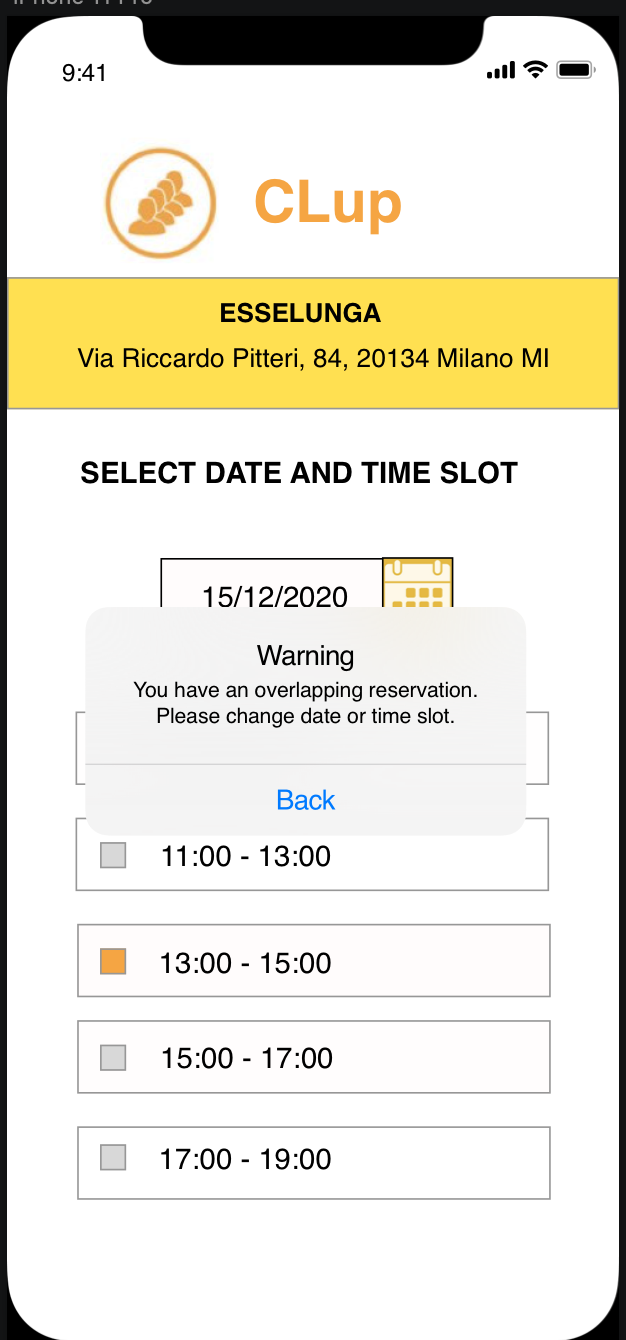 9:41
CLup
ESSELUNGA
Via Riccardo Pitteri, 84, 20134 Milano MI
SELECT DATE AND TIME SLOT
15/12/2020
Warning
You have an overlapping reservation.
Please change date or time slot.
Back
11:00 - 13:00
13:00 - 15:00
15:00 - 17:00
17:00 - 19:00